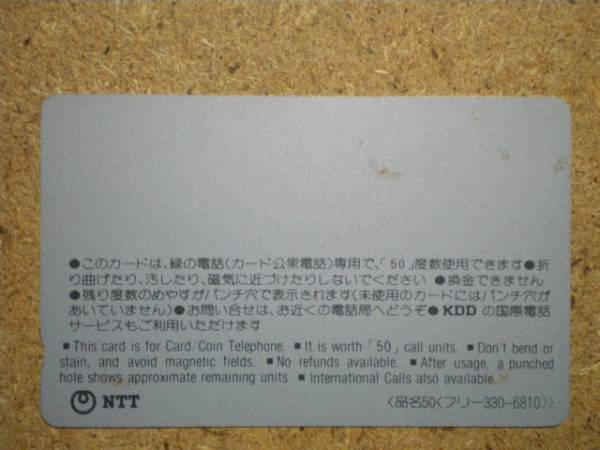 ●このカードは、緑の電話(カード公衆電話)専用で、「50」度数使用できます●折
り曲げたり、汚したり、磁気に近づけたりしないでください ●換金できません
●残り度数のめやすがパンチ穴で表示されます(未使用のカードにはパンチ穴が
あいていません)●お問い合せは、お近くの電話局へどうぞ● KDD の国際電話
サービスもご利用いただけます
■ This card is for Card/Coin Telephone. ■ It is worth「50」call units. ■ Don't bend or
stain, and avoid magnetic fields. ■ No refunds available. ■ After usage, a punched
hole shows approximate remaining units. ■ International Calls also available.
NTT 〈品名50くフリー330-6810〉〉